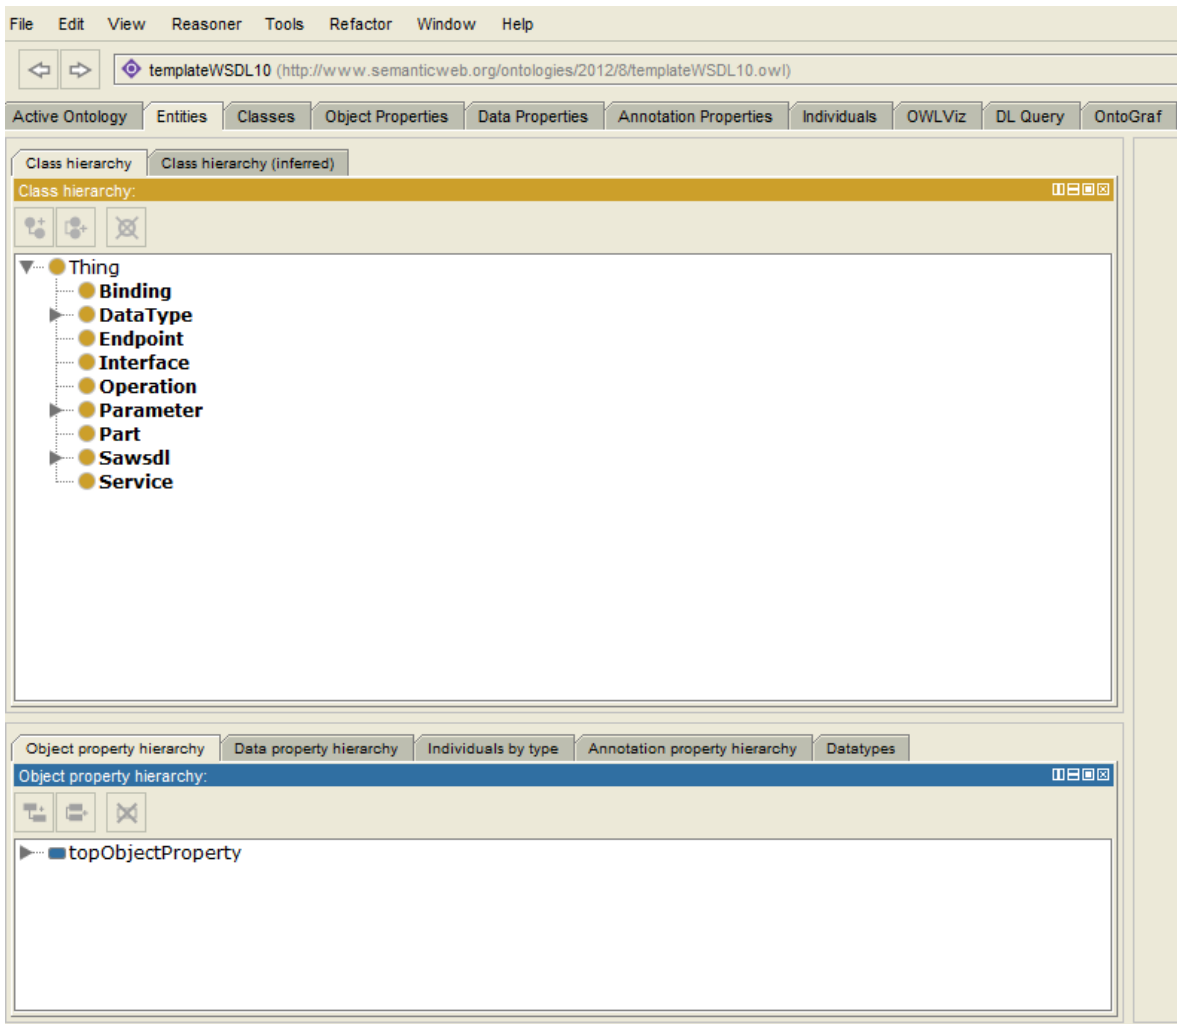 File Edit View Reasoner Tools Refactor Window Help
templateWSDL10 (http://www.semanticweb.org/ontologies/2012/8/templateWSDL10.owl)
Active Ontology Entities Classes Object Properties Data Properties Annotation Properties Individuals OWLViz DL Query OntoGraf
Class hierarchy Class hierarchy (inferred)
Class hierarchy:
Thing
Binding
DataType
Endpoint
Interface
Operation
Parameter
Part
Sawsdl
Service
Object property hierarchy Data property hierarchy Individuals by type Annotation property hierarchy Datatypes
Object property hierarchy:
topObjectProperty